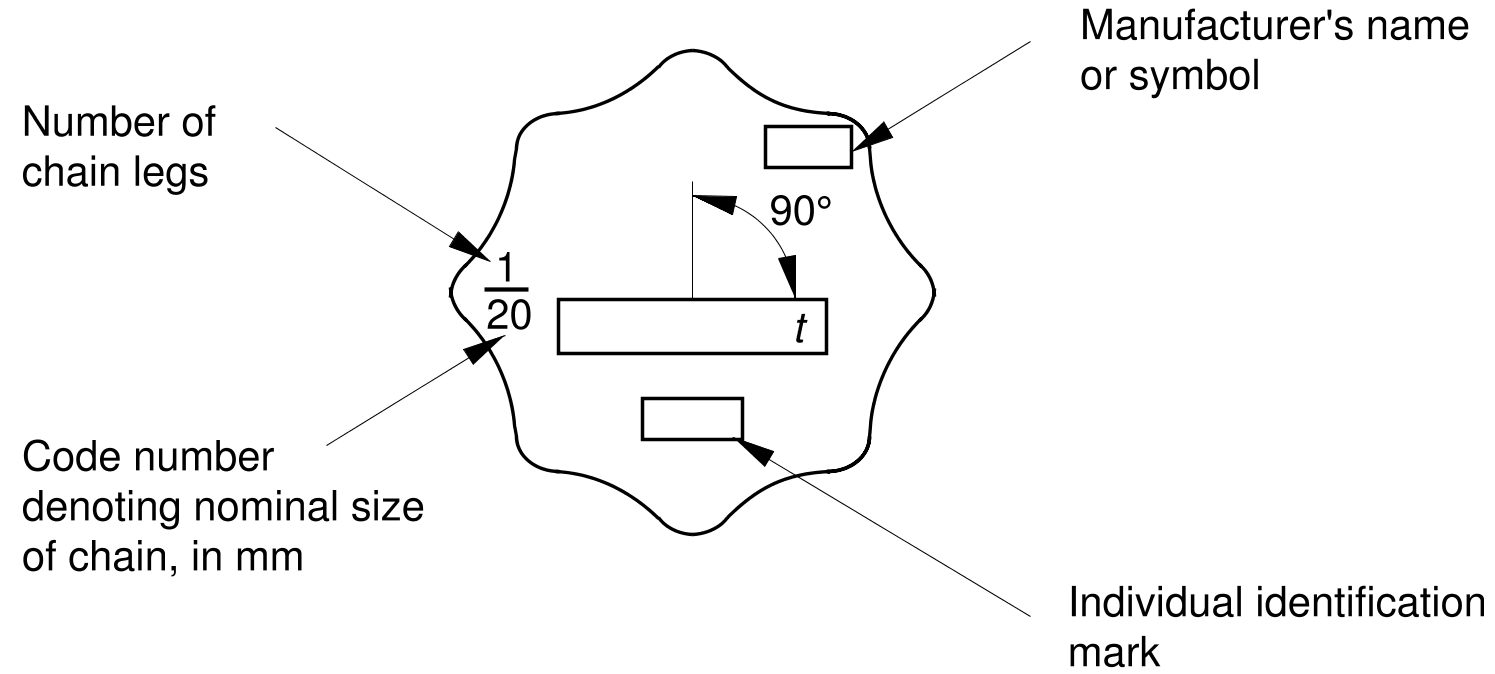 Manufacturer's name
or symbol
Number of
chain legs
90°
1
20
t
Code number
denoting nominal size
of chain, in mm
Individual identification
mark